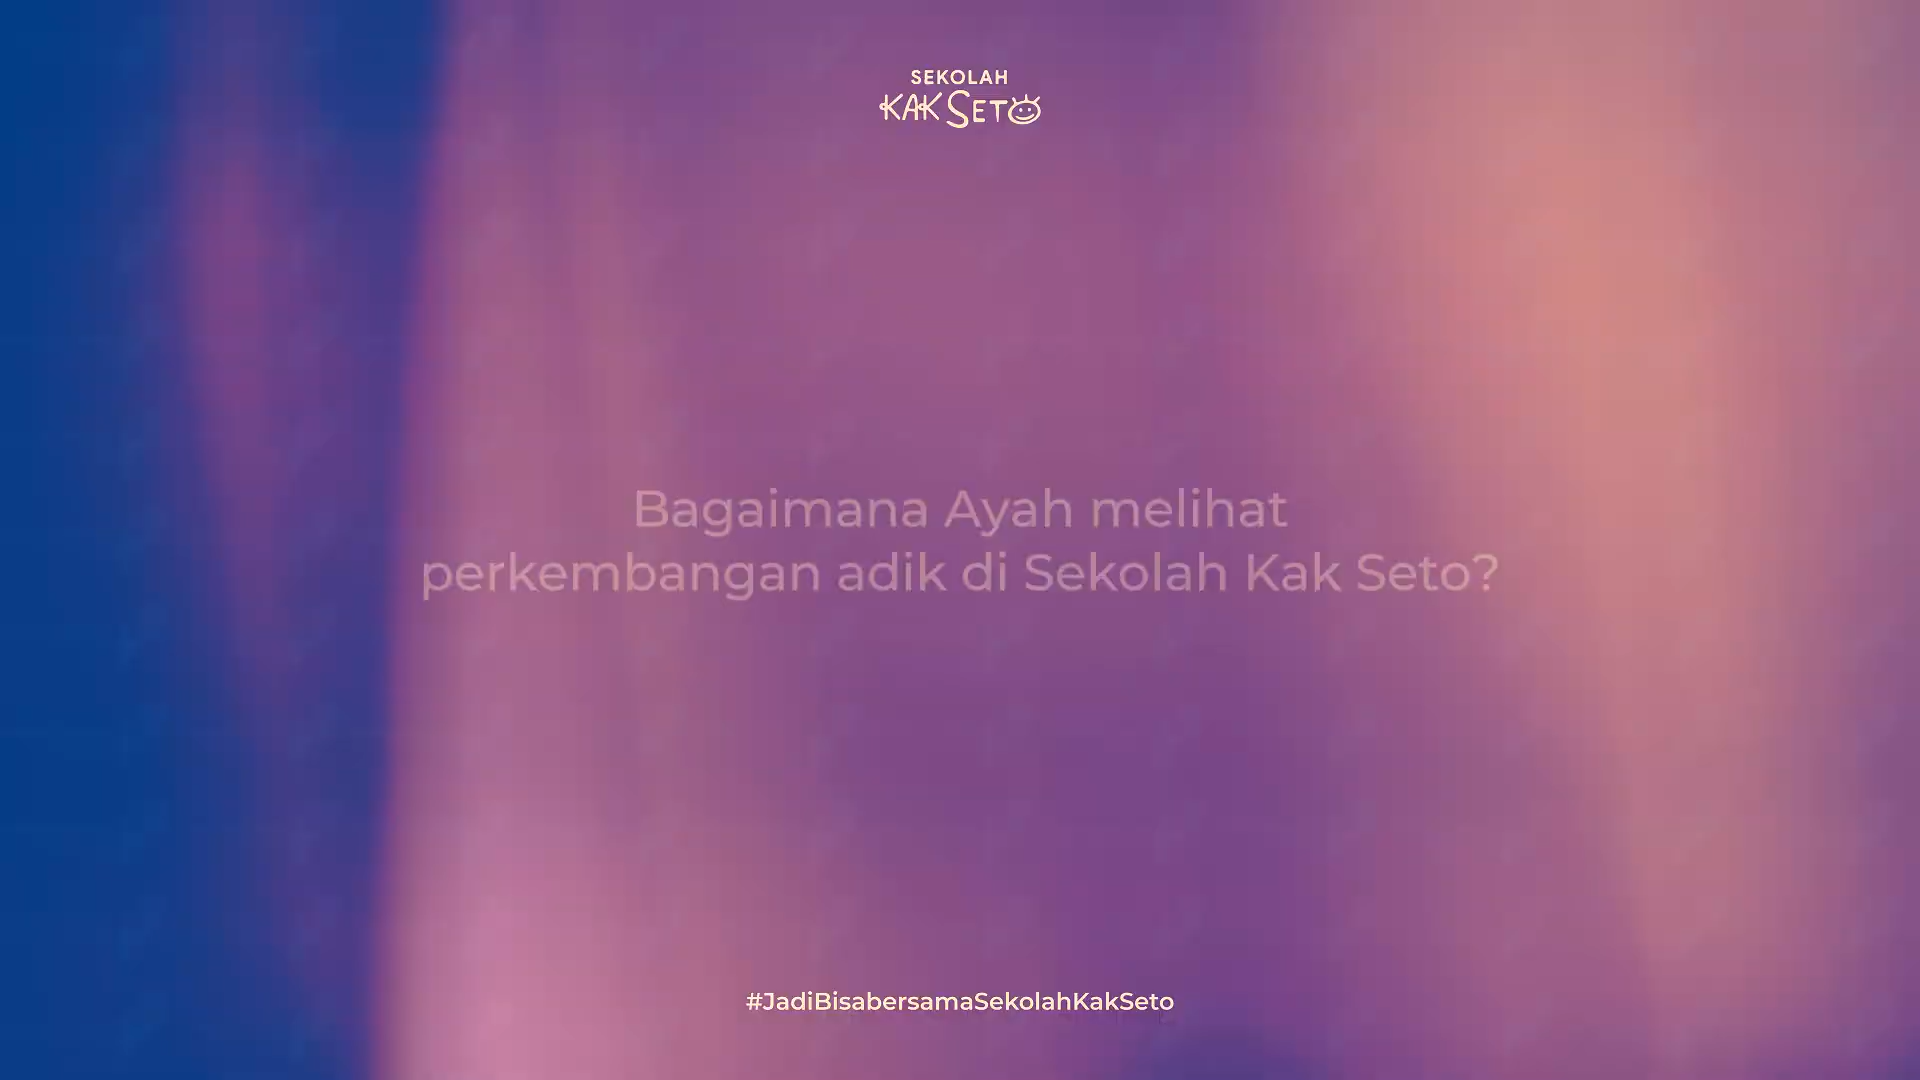 SEKOLAH
KAK SETO
Bagaimana Ayah melihat
perkembangan adik di Sekolah Kak Seto?
#JadiBisabersamaSekolahKakSeto